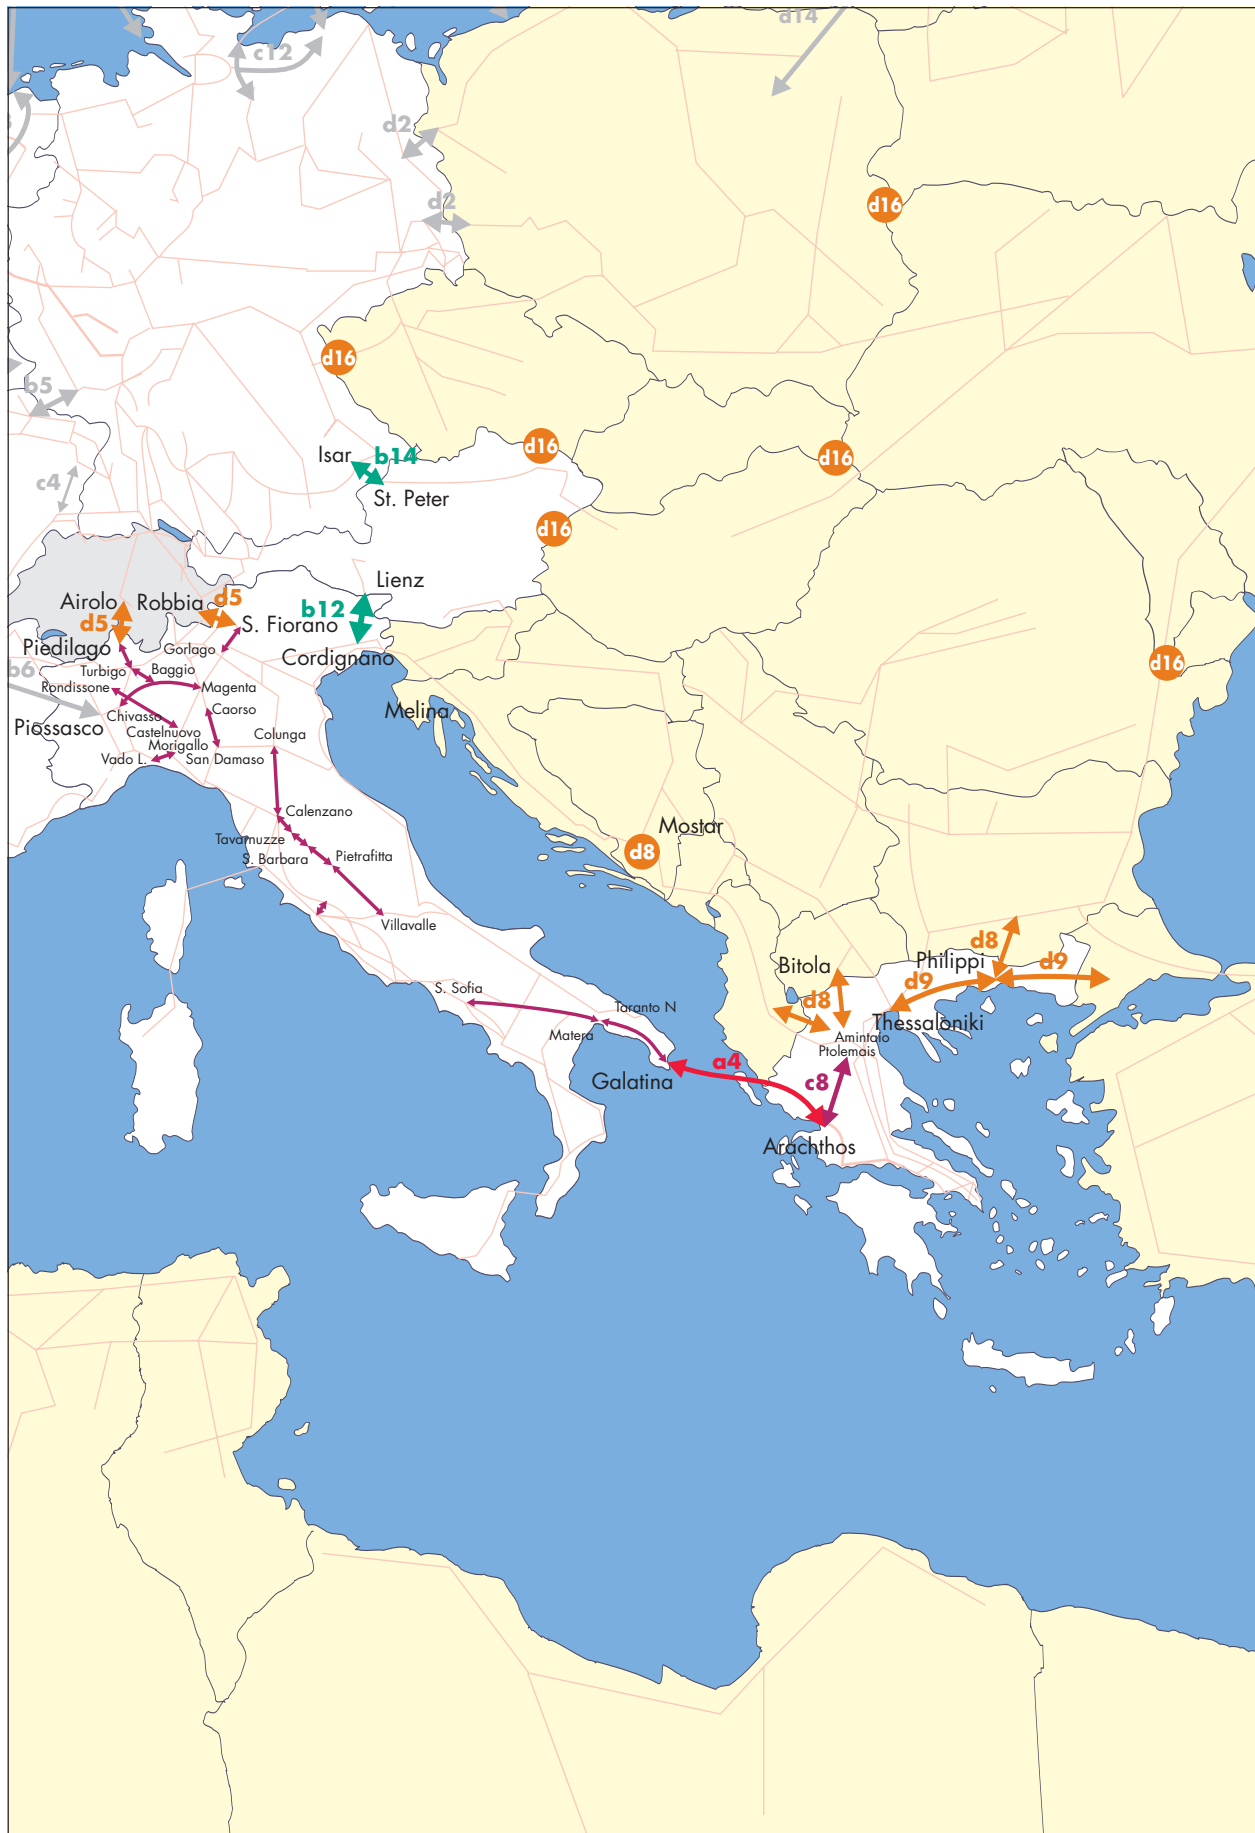 d14
c12
d2
d2
d16
d16
b5
d16
Isar
b14
d16
c4
St. Peter
d16
Lienz
Airolo
Robbia
d5
b12
d5
S. Fiorano
Piedilago
Gorlago
Cordignano
b6
Turbigo
Baggio
d16
Rondissone
Magenta
Chivasso
Caorso
Melina
Piossasco
Castelnuovo
Morigallo
Colunga
Vado L.
San Damaso
Calenzano
Mostar
Tavarnuzze
d8
S. Barbara
Pietrafitta
Villavalle
d8
Bitola
Philippi
d9
d9
S. Sofia
d8
Taranto N
Thessaloniki
Matera
Amintaio
Ptolemais
a4
Galatina
c8
Arachthos